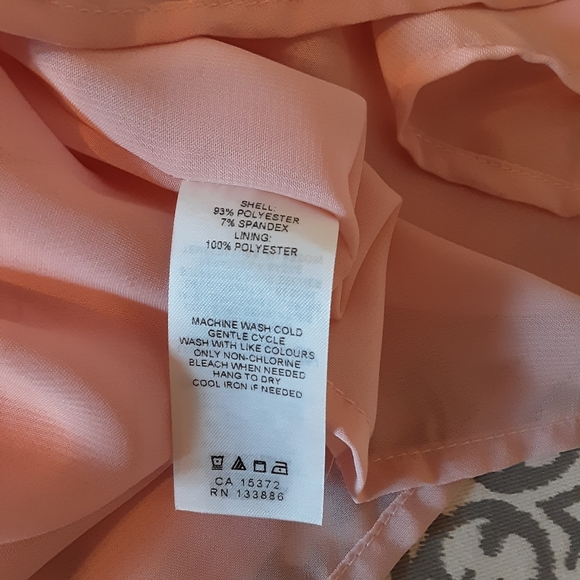 SHELL:
93% POLYESTER
7% SPANDEX
LINING:
100% POLYESTER
MACHINE WASH COLD
GENTLE CYCLE
WASH WITH LIKE COLOURS
ONLY NON-CHLORINE
BLEACH WHEN NEEDED
HANG TO DRY
COOL IRON IF NEEDED
CA 15372
RN 133886